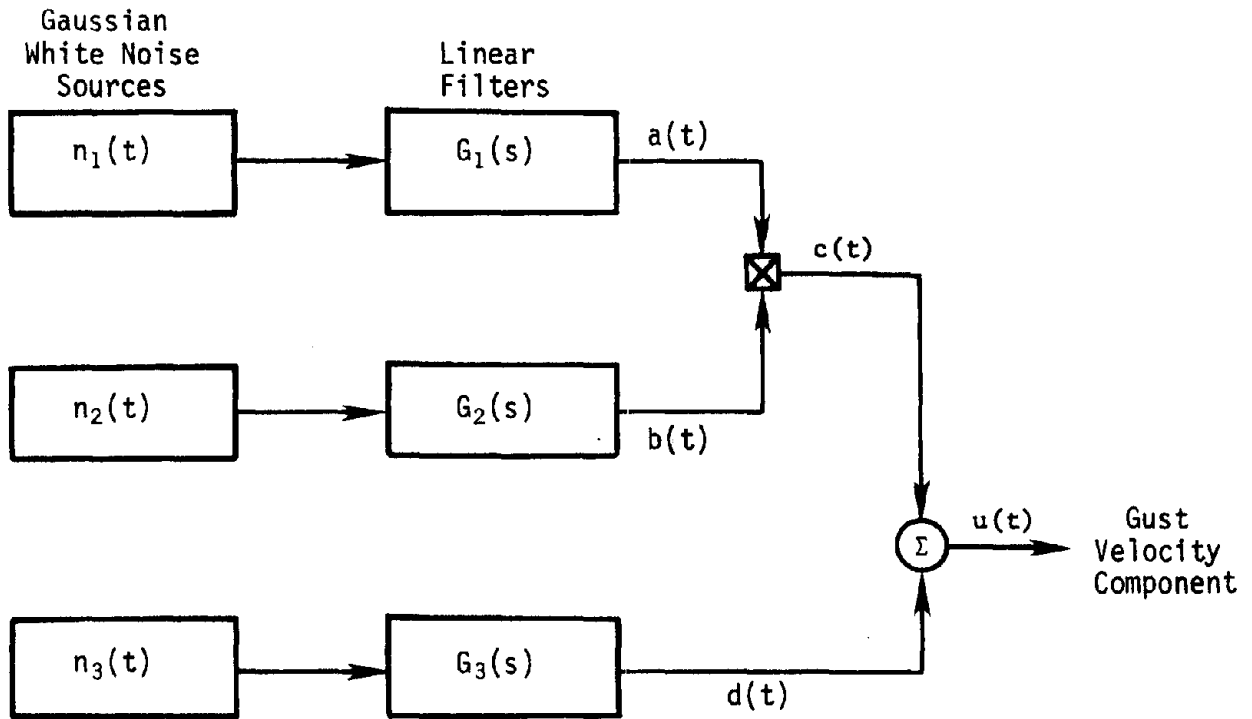 Gaussian
White Noise
Sources
Linear
Filters
n₁(t)
G₁(s)
a(t)
c(t)
n₂(t)
G₂(s)
b(t)
Σ
u(t)
Gust
Velocity
Component
n₃(t)
G₃(s)
d(t)